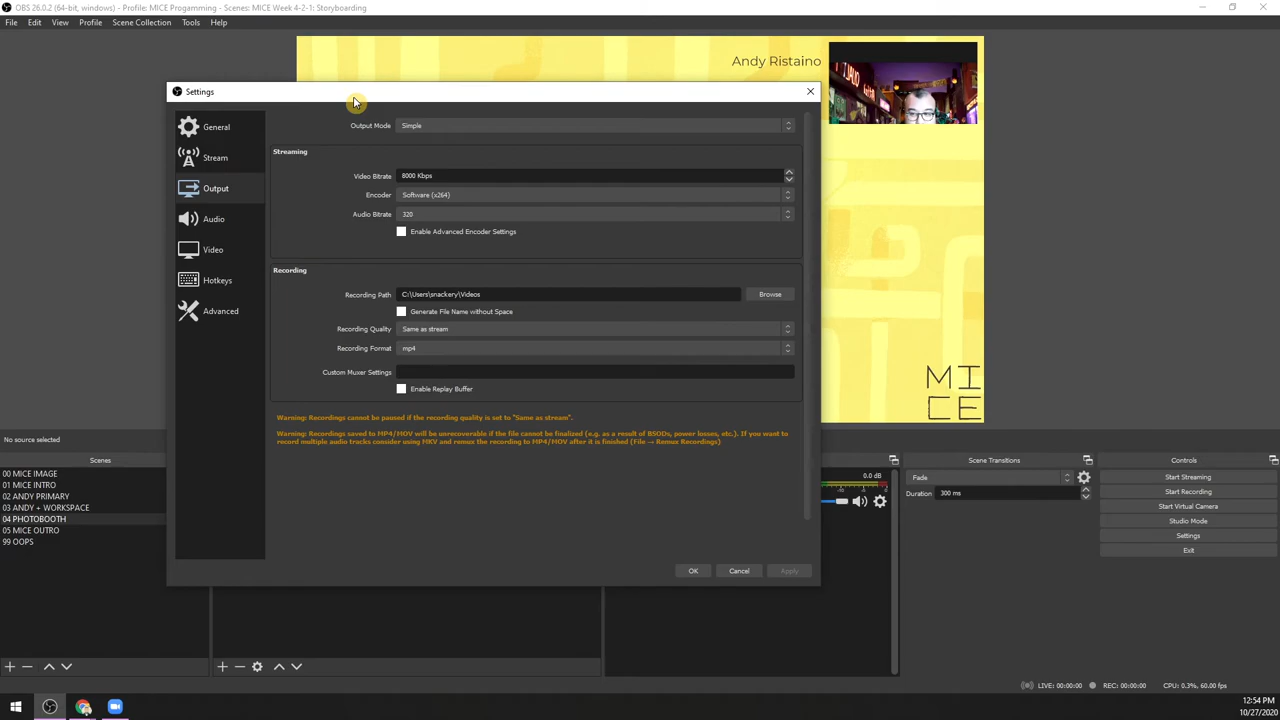 OBS 26.0.2 (64-bit, windows) - Profile: MICE Progamming - Scenes: MICE Week 4-2-1: Storyboarding
File Edit View Profile Scene Collection Tools Help
Andy Ristaino
Settings
General
Stream
Output
Audio
Video
Hotkeys
Advanced
Output Mode Simple
Streaming
Video Bitrate 8000 Kbps
Encoder Software (x264)
Audio Bitrate 320
Enable Advanced Encoder Settings
Recording
Recording Path C:\Users\snackery\Videos Browse
Generate File Name without Space
Recording Quality Same as stream
Recording Format mp4
Custom Muxer Settings
Enable Replay Buffer
Warning: Recordings cannot be paused if the recording quality is set to "Same as stream".
Warning: Recordings saved to MP4/MOV will be unrecoverable if the file cannot be finalized (e.g. as a result of BSODs, power losses, etc.). If you want to
record multiple audio tracks consider using MKV and remux the recording to MP4/MOV after it is finished (File → Remux Recordings)
OK Cancel Apply
MI
CE
No source selected
Scenes
00 MICE IMAGE
01 MICE INTRO
02 ANDY PRIMARY
03 ANDY + WORKSPACE
04 PHOTOBOOTH
05 MICE OUTRO
99 OOPS
0.0 dB
Scene Transitions
Fade
Duration 300 ms
Controls
Start Streaming
Start Recording
Start Virtual Camera
Studio Mode
Settings
Exit
LIVE: 00:00:00 REC: 00:00:00 CPU: 0.3%, 60.00 fps
12:54 PM
10/27/2020